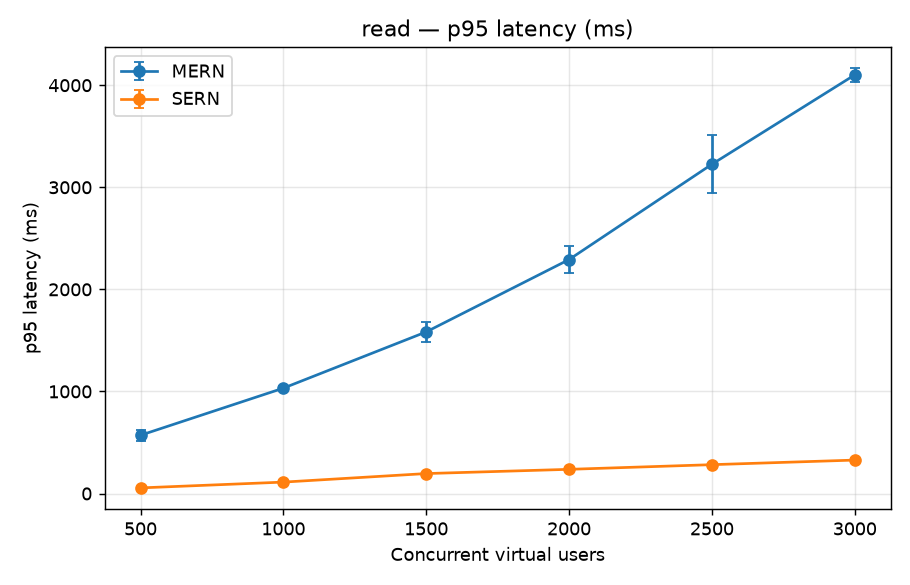 read — p95 latency (ms)
MERN
SERN
p95 latency (ms)
4000
3000
2000
1000
0
500 1000 1500 2000 2500 3000
Concurrent virtual users